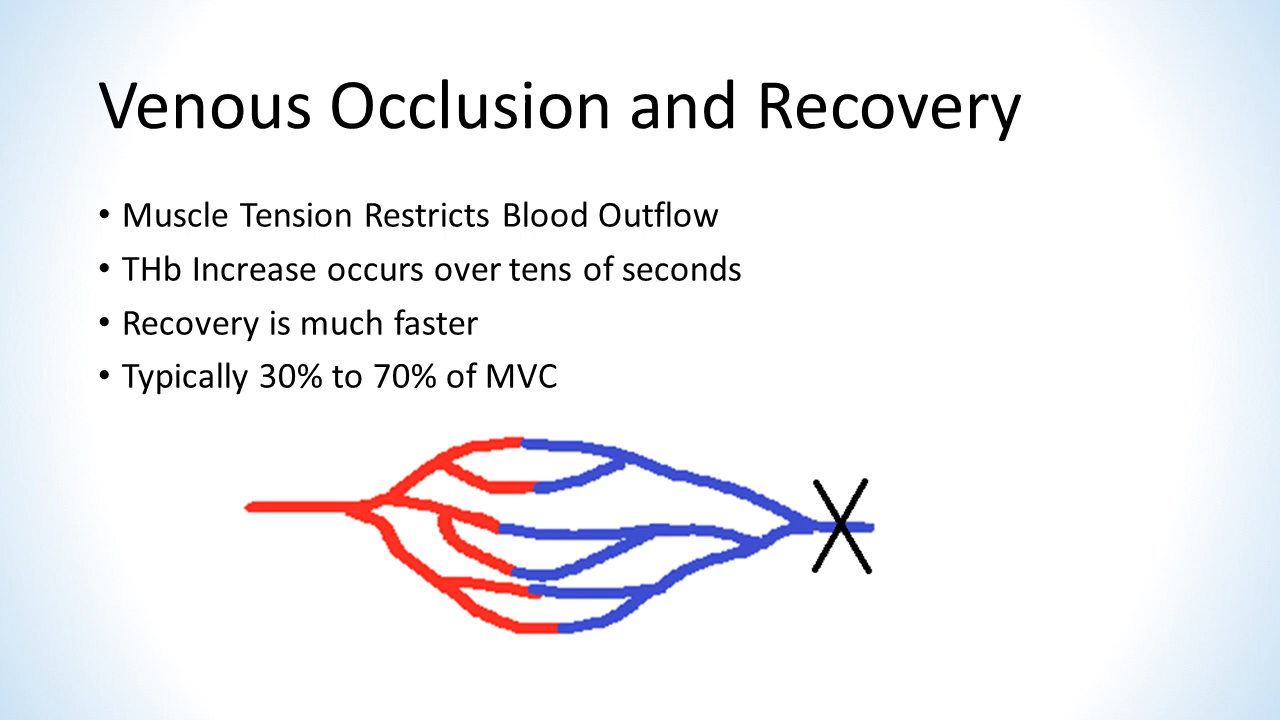 Venous Occlusion and Recovery
• Muscle Tension Restricts Blood Outflow
• THb Increase occurs over tens of seconds
• Recovery is much faster
• Typically 30% to 70% of MVC